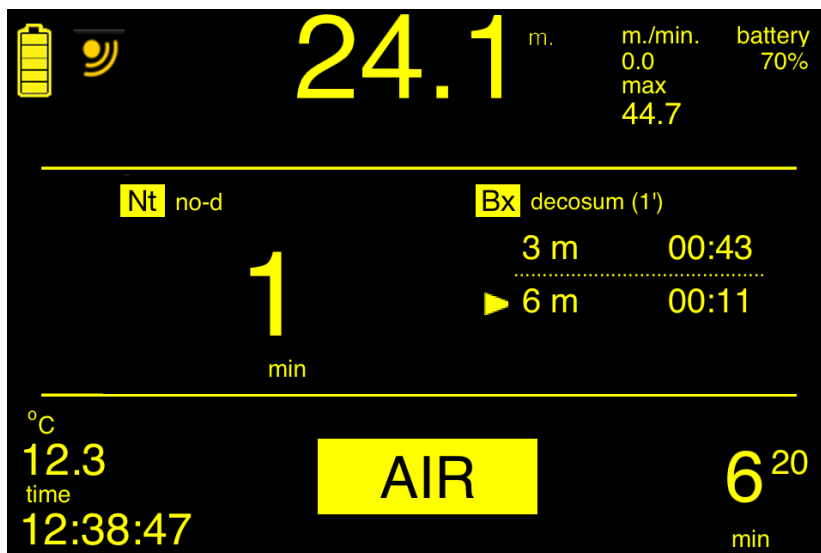 24.1 m.
m./min.
0.0
max
44.7
battery
70%
Nt no-d
1
min
Bx decosum (1')
3 m 00:43
6 m 00:11
°C
12.3
time
12:38:47
AIR
6 20
min